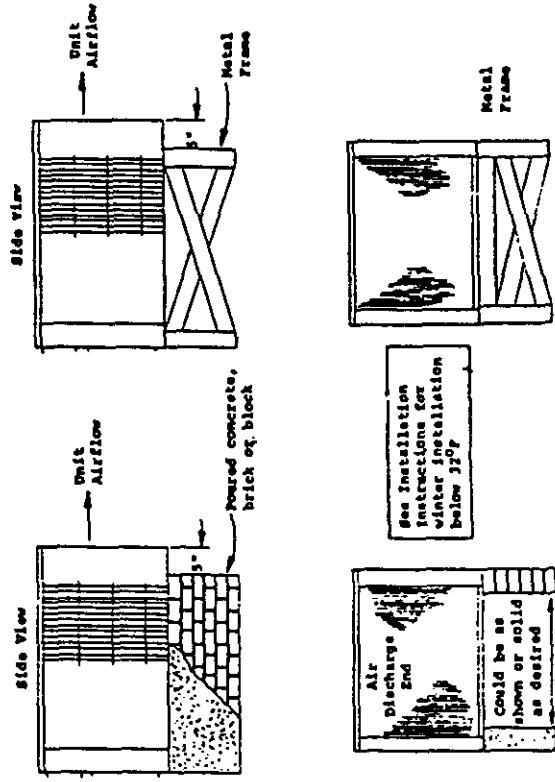 Side View
Unit
Airflow
5"
Poured concrete,
brick or block
Side View
Unit
Airflow
5"
Metal
Frame
Air
Discharge
End
Could be as
shown or solid
as desired
See Installation
Instructions for
winter installation
below 32°F
Metal
Frame